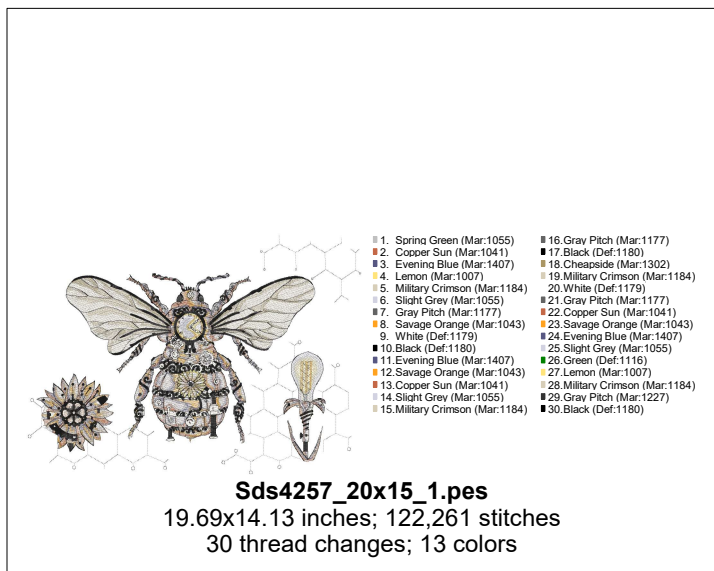 1. Spring Green (Mar:1055)
2. Copper Sun (Mar:1041)
3. Evening Blue (Mar:1407)
4. Lemon (Mar:1007)
5. Military Crimson (Mar:1184)
6. Slight Grey (Mar:1055)
7. Gray Pitch (Mar:1177)
8. Savage Orange (Mar:1043)
9. White (Def:1179)
10.Black (Def:1180)
11.Evening Blue (Mar:1407)
12.Savage Orange (Mar:1043)
13.Copper Sun (Mar:1041)
14.Slight Grey (Mar:1055)
15.Military Crimson (Mar:1184)
16.Gray Pitch (Mar:1177)
17.Black (Def:1180)
18.Cheapside (Mar:1302)
19.Military Crimson (Mar:1184)
20.White (Def:1179)
21.Gray Pitch (Mar:1177)
22.Copper Sun (Mar:1041)
23.Savage Orange (Mar:1043)
24.Evening Blue (Mar:1407)
25.Slight Grey (Mar:1055)
26.Green (Def:1116)
27.Lemon (Mar:1007)
28.Military Crimson (Mar:1184)
29.Gray Pitch (Mar:1227)
30.Black (Def:1180)
Sds4257_20x15_1.pes
19.69x14.13 inches; 122,261 stitches
30 thread changes; 13 colors